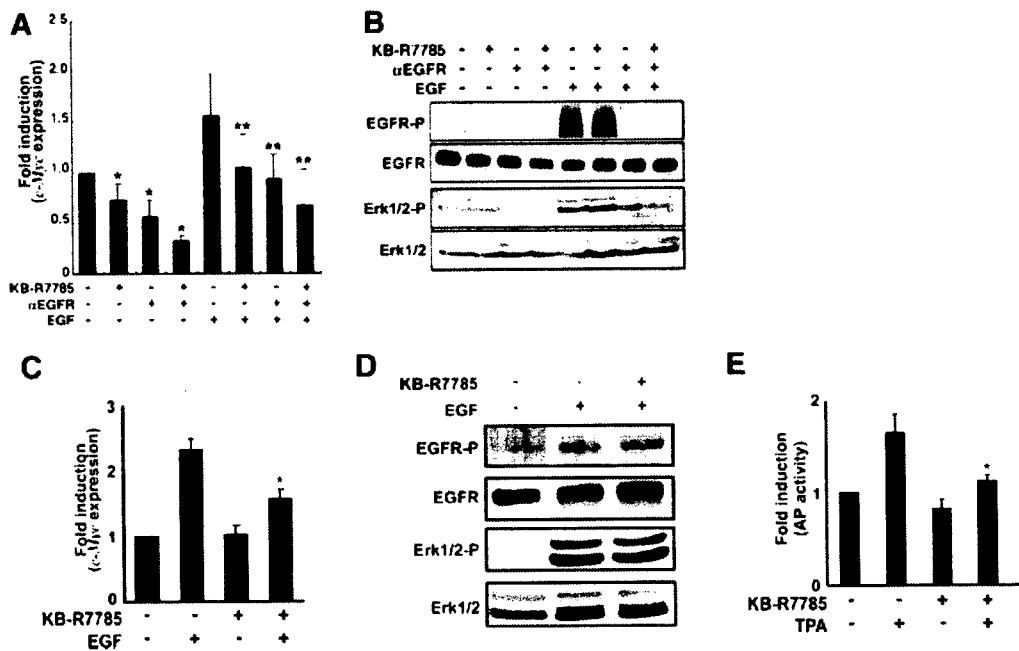 A
Fold induction
(c-Myc expression)
2 5
2.0
1.5
1.0
0.5
0
* * * ** ** **
KB-R7785 - + - + - + - +
αEGFR - - + + - - + +
EGF - - - - + + + +
B
KB-R7785 - + - + - + - +
αEGFR - - + + - - + +
EGF - - - - + + + +
EGFR-P
EGFR
Erk1/2-P
Erk1/2
C
Fold induction
(c-Myc expression)
3
2
1
0
*
KB-R7785 - - + +
EGF - + - +
D
KB-R7785 - - +
EGF - + +
EGFR-P
EGFR
Erk1/2-P
Erk1/2
E
Fold induction
(AP activity)
2
1
0
*
KB-R7785 - - + +
TPA - + - +